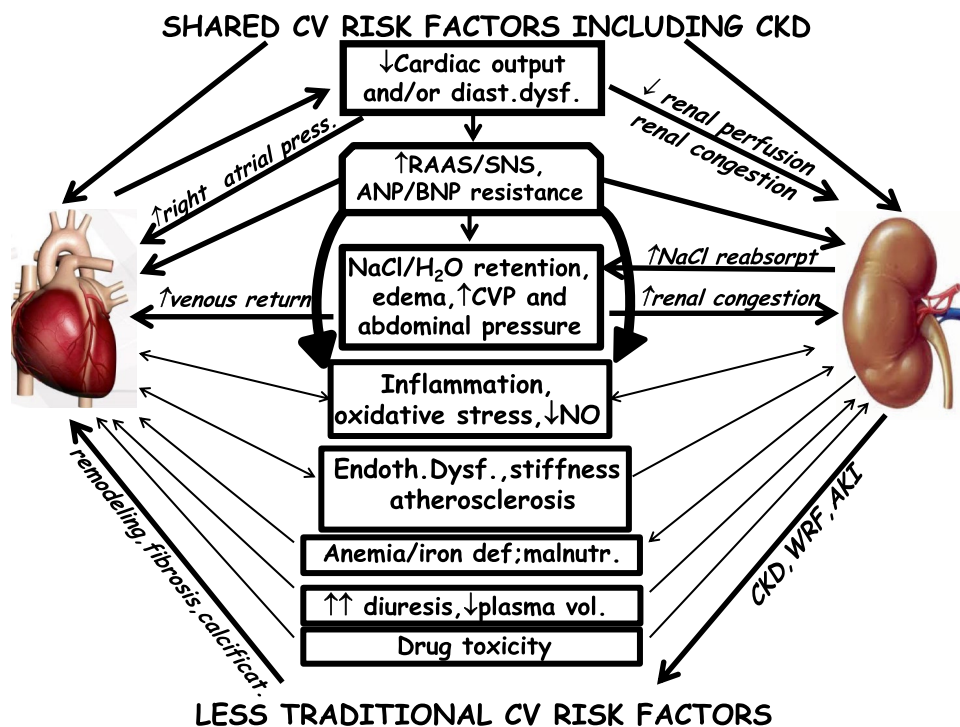 SHARED CV RISK FACTORS INCLUDING CKD
↓Cardiac output
and/or diast.dysf.
↑right atrial press.
↓ renal perfusion
renal congestion
↑RAAS/SNS,
ANP/BNP resistance
NaCl/H₂O retention,
edema,↑CVP and
abdominal pressure
↑venous return
↑NaCl reabsorpt
↑renal congestion
Inflammation,
oxidative stress,↓NO
Endoth.Dysf.,stiffness
atherosclerosis
Anemia/iron def;malnutr.
↑↑ diuresis,↓plasma vol.
Drug toxicity
remodeling,fibrosis,calcificat.
CKD, WRF,AKI
LESS TRADITIONAL CV RISK FACTORS